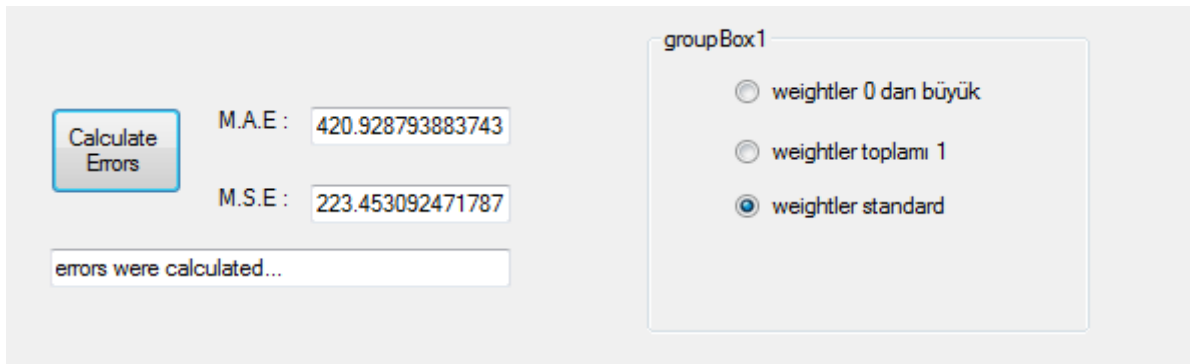 Calculate
Errors
M.A.E :
420.928793883743
M.S.E :
223.453092471787
errors were calculated...
groupBox1
weightler 0 dan büyük
weightler toplamı 1
weightler standard